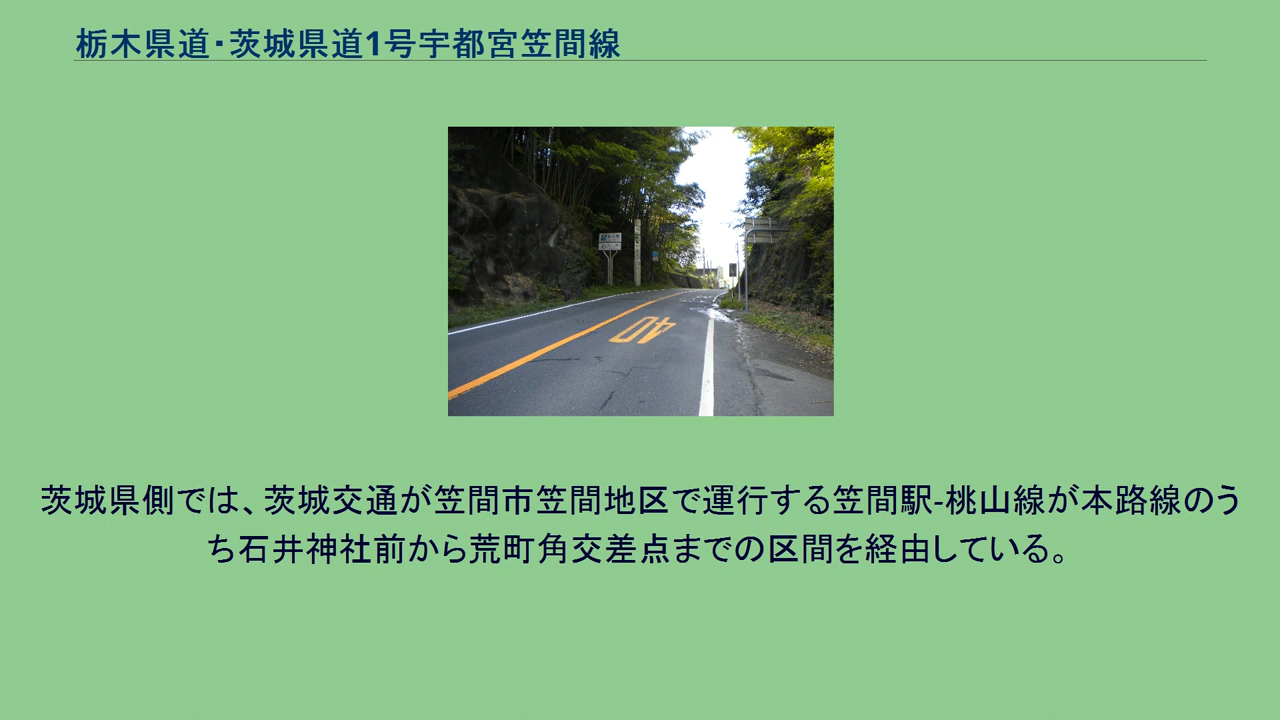 栃木県道・茨城県道1号宇都宮笠間線
40
茨城県側では、茨城交通が笠間市笠間地区で運行する笠間駅-桃山線が本路線のう
ち石井神社前から荒町角交差点までの区間を経由している。